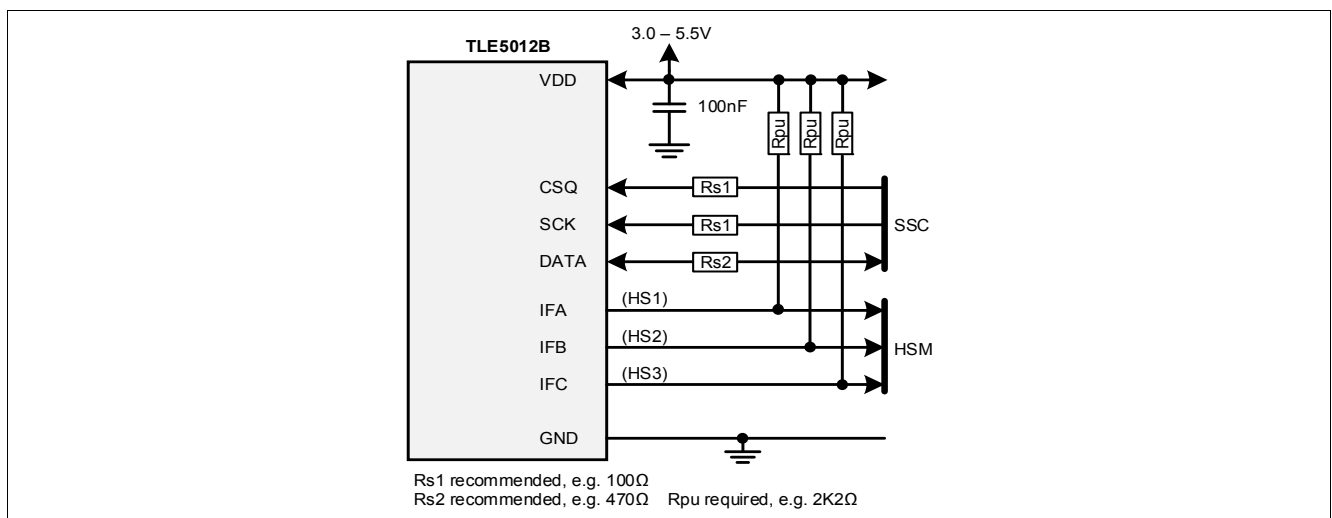 3.0 – 5.5V
TLE5012B
VDD
100nF
Rpu
Rpu
Rpu
CSQ
Rs1
SCK
Rs1
SSC
DATA
Rs2
IFA
(HS1)
IFB
(HS2)
HSM
IFC
(HS3)
GND
Rs1 recommended, e.g. 100Ω
Rs2 recommended, e.g. 470Ω Rpu required, e.g. 2K2Ω